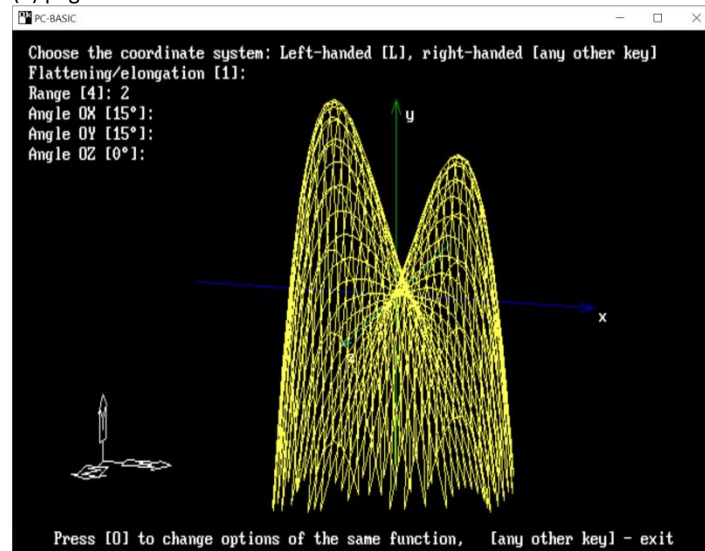 PC-BASIC
Choose the coordinate system: Left-handed [L], right-handed [any other key]
Flattening/elongation [1]:
Range [4]: 2
Angle OX [15°]:
Angle OY [15°]:
Angle OZ [0°]:
y
x
z
Press [O] to change options of the same function, [any other key] - exit